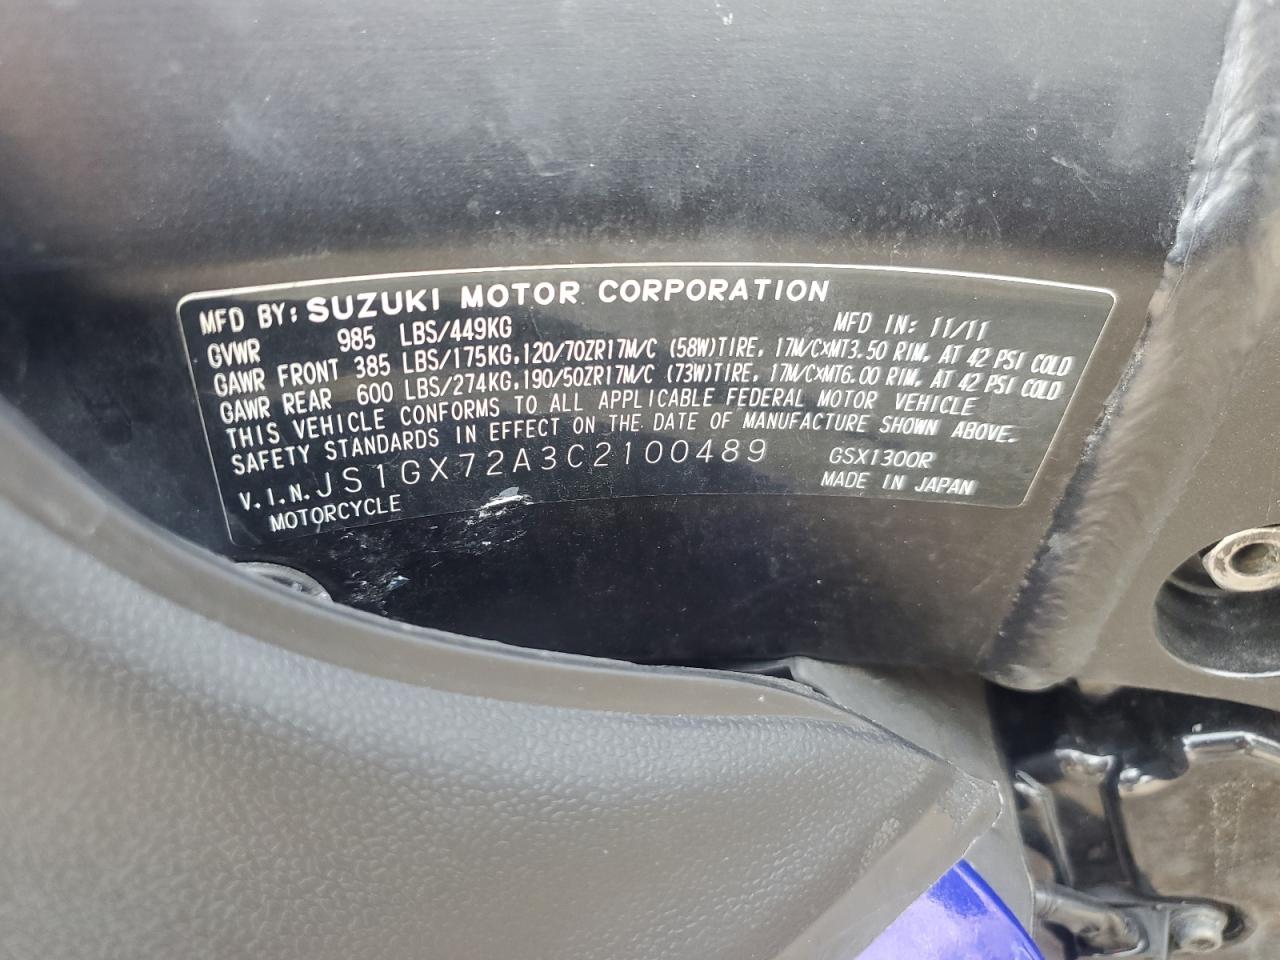 MFD BY: SUZUKI MOTOR CORPORATION
GVWR 985 LBS/449KG MFD IN: 11/11
GAWR FRONT 385 LBS/175KG.120/70ZR17M/C (58W)TIRE, 17M/C×MT3.50 RIM, AT 42 PSI COLD
GAWR REAR 600 LBS/274KG.190/50ZR17M/C (73W)TIRE, 17M/C×MT6.00 RIM, AT 42 PSI COLD
THIS VEHICLE CONFORMS TO ALL APPLICABLE FEDERAL MOTOR VEHICLE
SAFETY STANDARDS IN EFFECT ON THE DATE OF MANUFACTURE SHOWN ABOVE.
V.I.N. JS1GX72A3C2100489 GSX1300R
MOTORCYCLE MADE IN JAPAN